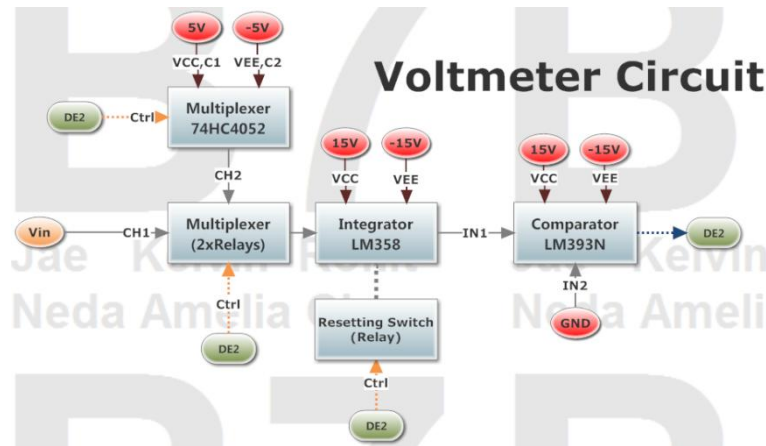 Voltmeter Circuit
5V
-5V
VCC,C1
VEE,C2
DE2
Ctrl
Multiplexer
74HC4052
CH2
15V
-15V
VCC
VEE
15V
-15V
VCC
VEE
Vin
CH1
Multiplexer
(2xRelays)
Integrator
LM358
IN1
Comparator
LM393N
DE2
Ctrl
DE2
Resetting Switch
(Relay)
IN2
GND
Ctrl
DE2
B7B
Jae
Kelvin
Neda Amelia
Neda Ameli